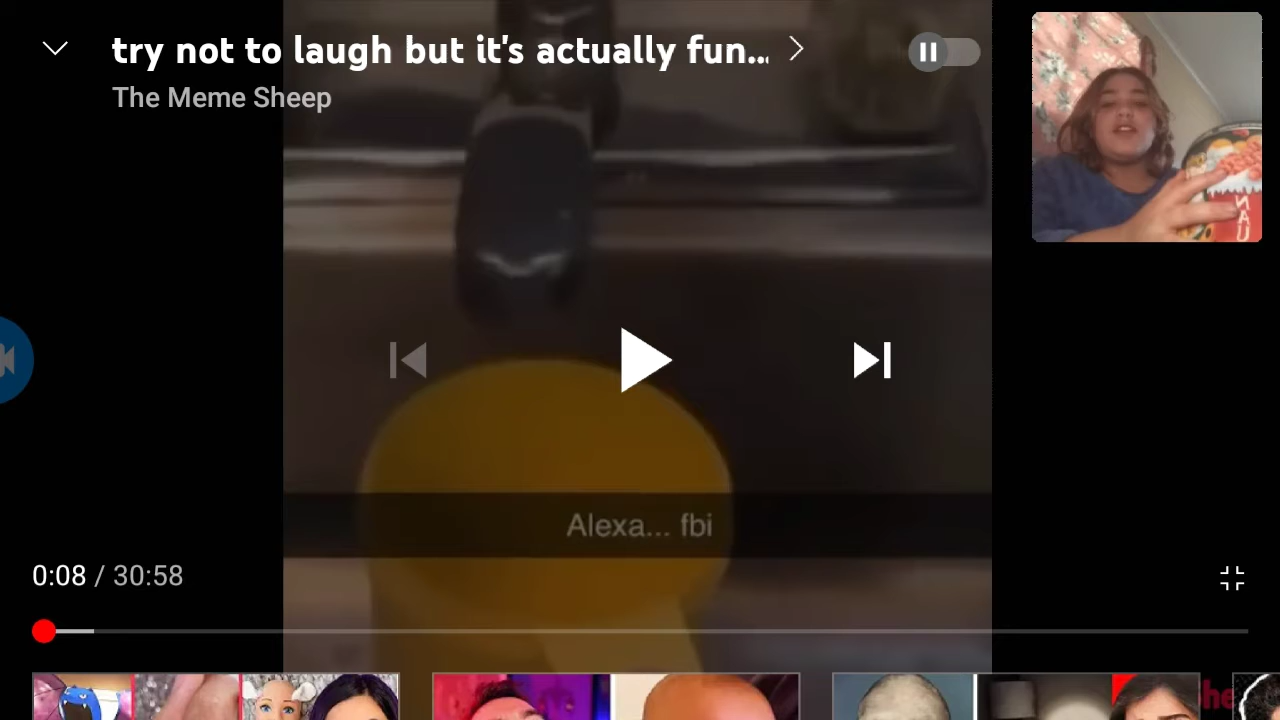 try not to laugh but it's actually fun...
The Meme Sheep
Alexa... fbi
0:08 / 30:58